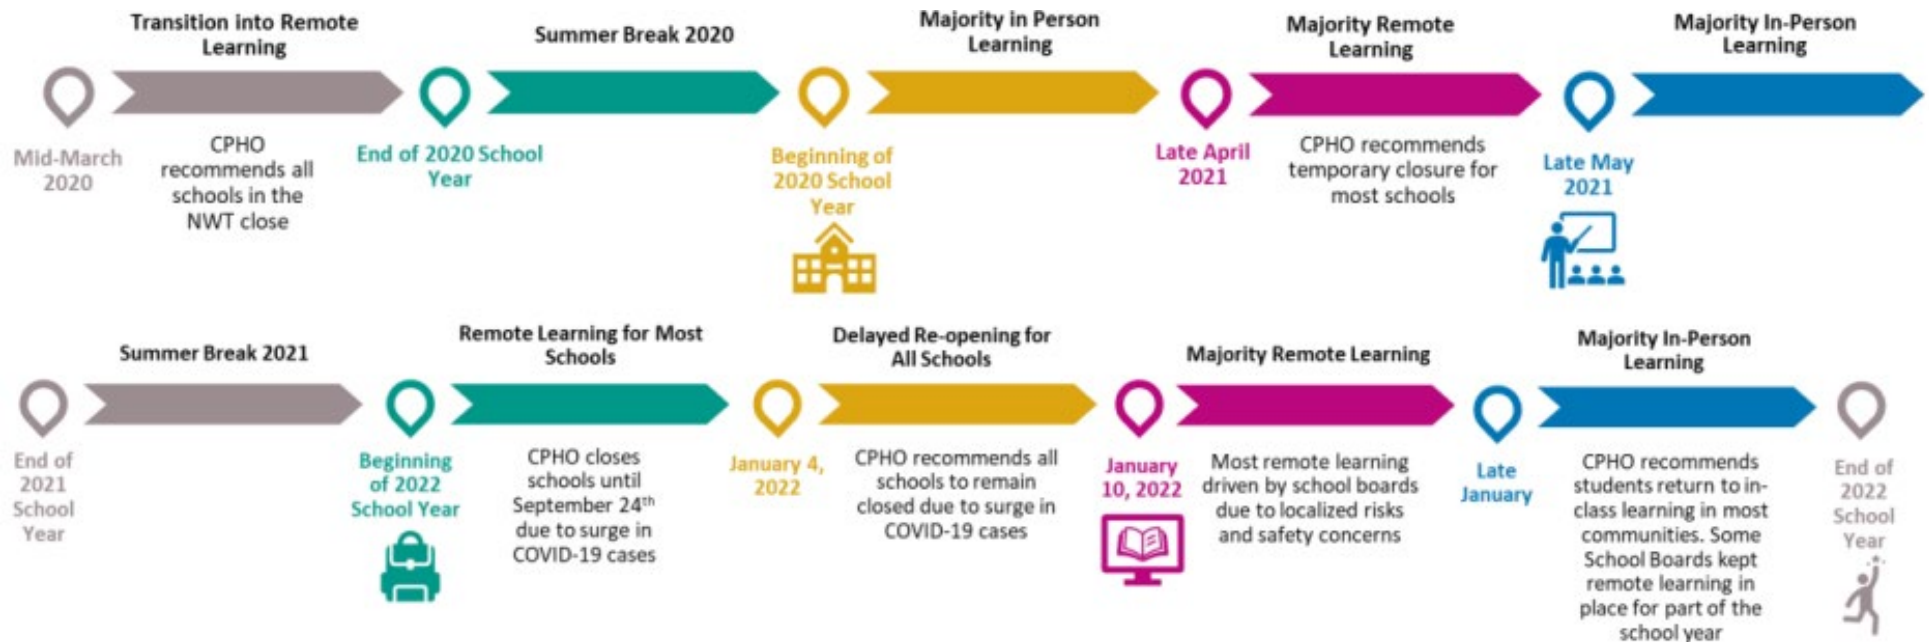 Transition into Remote
Learning
Mid-March
2020
CPHO
recommends all
schools in the
NWT close
Summer Break 2020
End of 2020 School
Year
Majority in Person
Learning
Beginning of
2020 School
Year
Majority Remote
Learning
Late April
2021
CPHO recommends
temporary closure for
most schools
Majority In-Person
Learning
Late May
2021
Summer Break 2021
End of
2021
School
Year
Remote Learning for Most
Schools
Beginning
of 2022
School Year
CPHO closes
schools until
September 24th
due to surge in
COVID-19 cases
Delayed Re-opening for
All Schools
January 4,
2022
CPHO recommends all
schools to remain
closed due to surge in
COVID-19 cases
Majority Remote Learning
January
10, 2022
Most remote learning
driven by school boards
due to localized risks
and safety concerns
Majority In-Person
Learning
Late
January
CPHO recommends
students return to in-
class learning in most
communities. Some
School Boards kept
remote learning in
place for part of the
school year
End of
2022
School
Year